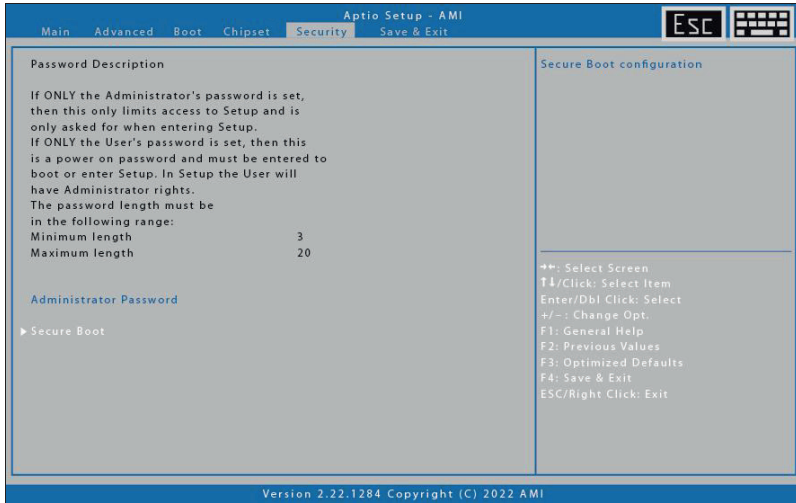 Aptio Setup - AMI
Main Advanced Boot Chipset Security Save & Exit
Esc
Password Description
If ONLY the Administrator's password is set,
then this only limits access to Setup and is
only asked for when entering Setup.
If ONLY the User's password is set, then this
is a power on password and must be entered to
boot or enter Setup. In Setup the User will
have Administrator rights.
The password length must be
in the following range:
Minimum length 3
Maximum length 20
Administrator Password
Secure Boot
Secure Boot configuration
→←: Select Screen
↑↓/Click: Select Item
Enter/Dbl Click: Select
+/– : Change Opt.
F1: General Help
F2: Previous Values
F3: Optimized Defaults
F4: Save & Exit
ESC/Right Click: Exit
Version 2.22.1284 Copyright (C) 2022 AMI